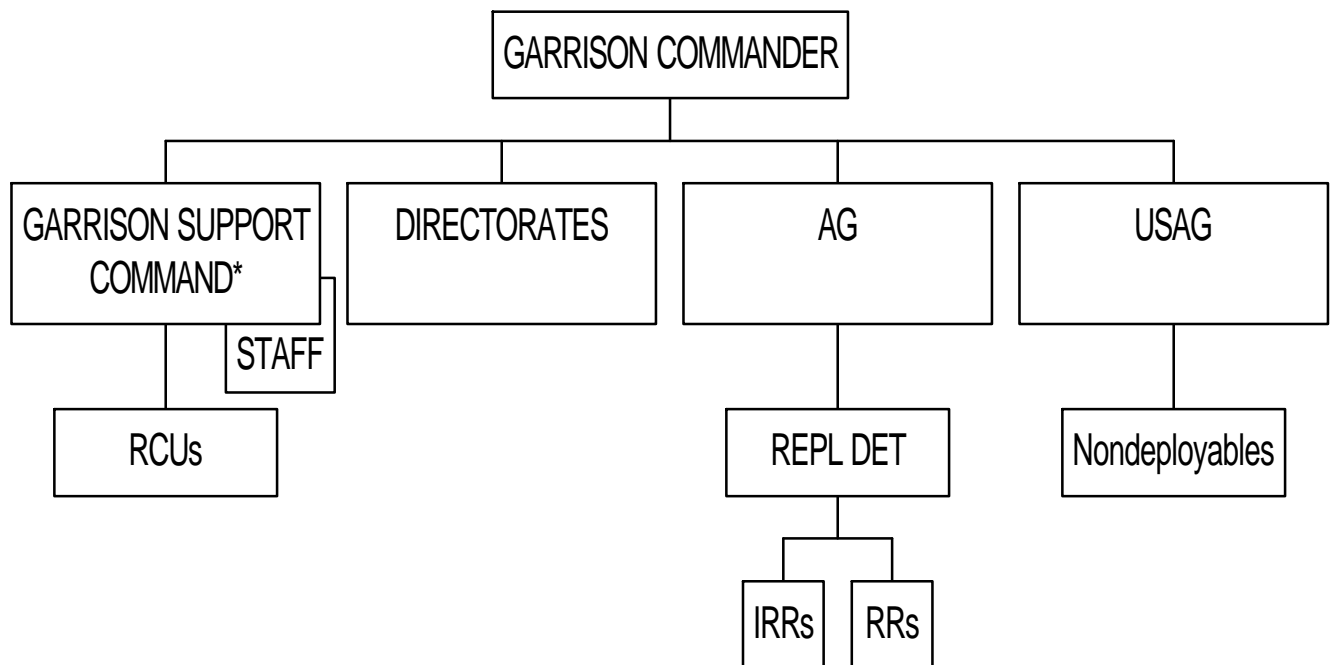 GARRISON COMMANDER
GARRISON SUPPORT
COMMAND*
DIRECTORATES
AG
USAG
STAFF
RCUs
REPL DET
Nondeployables
IRRs
RRs